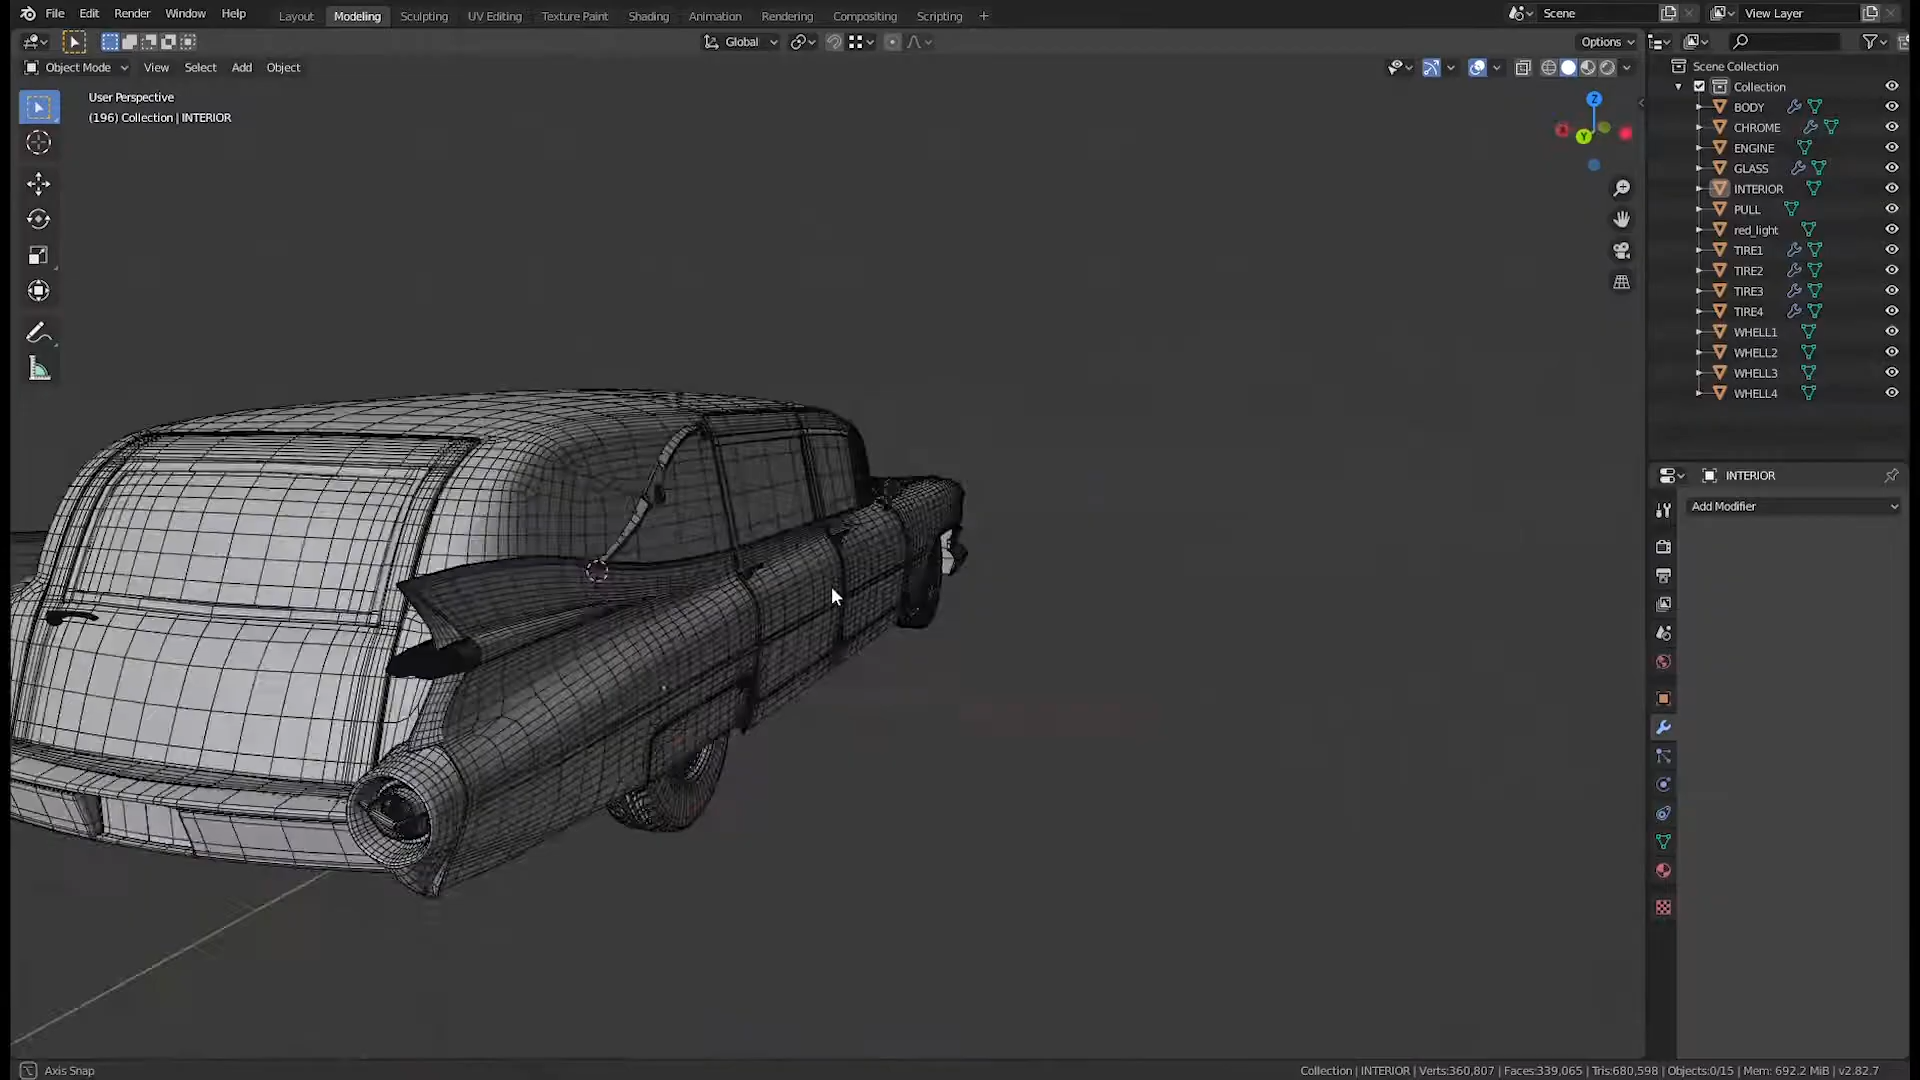 File Edit Render Window Help Layout Modeling Sculpting UV Editing Texture Paint Shading Animation Rendering Compositing Scripting + Scene View Layer
Global Options
Object Mode View Select Add Object
User Perspective
(196) Collection | INTERIOR
Z
Y
Scene Collection
Collection
BODY
CHROME
ENGINE
GLASS
INTERIOR
PULL
red_light
TIRE1
TIRE2
TIRE3
TIRE4
WHELL1
WHELL2
WHELL3
WHELL4
INTERIOR
Add Modifier
Axis Snap
Collection | INTERIOR | Verts:360,807 | Faces:339,065 | Tris:680,598 | Objects:0/15 | Mem: 692.2 MiB | v2.82.7